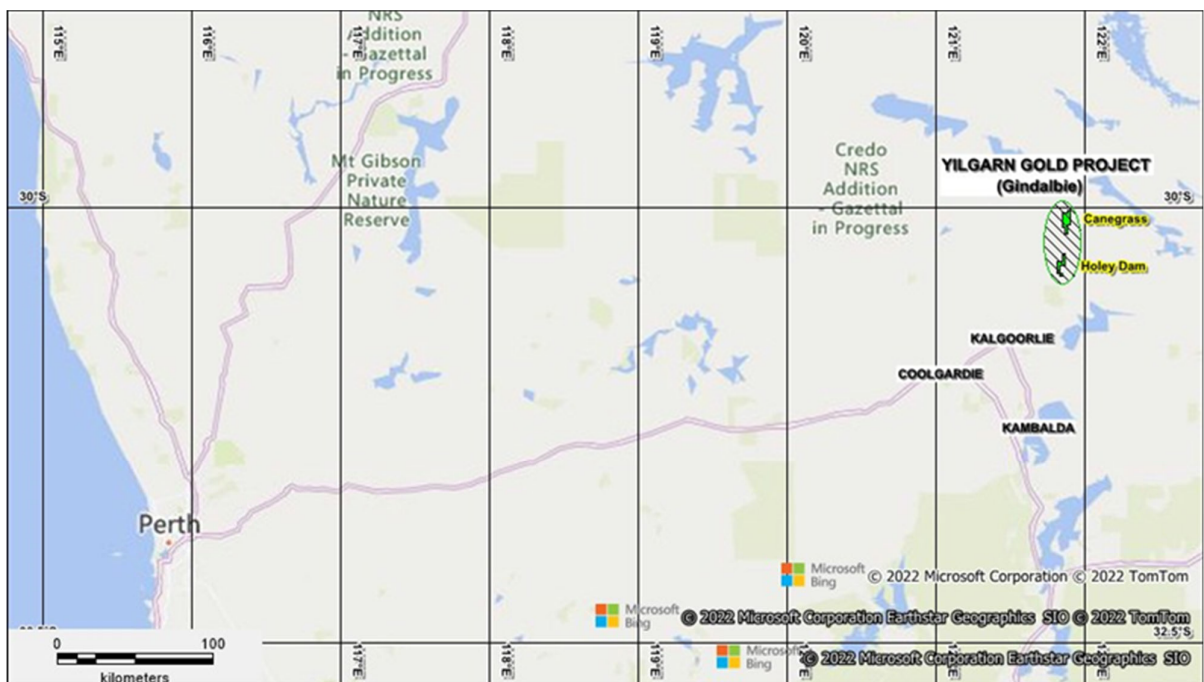 NRS
Addition
- Gazettal
in Progress
115°E
116°E
117°E
118°E
119°E
120°E
121°E
122°E
Mt Gibson
Private
Nature
Reserve
Credo
NRS
Addition
- Gazettal
in Progress
YILGARN GOLD PROJECT
(Gindalbie)
30°S
30°S
Canegrass
Holey Dam
KALGOORLIE
COOLGARDIE
KAMBALDA
Perth
Microsoft
Bing
© 2022 Microsoft Corporation © 2022 TomTom
Microsoft
Bing
© 2022 Microsoft Corporation Earthstar Geographics SIO © 2022 TomTom
32.5°S
0 100
kilometers
117°E
118°E
119°E
Bing
© 2022 Microsoft Corporation Earthstar Geographics SIO